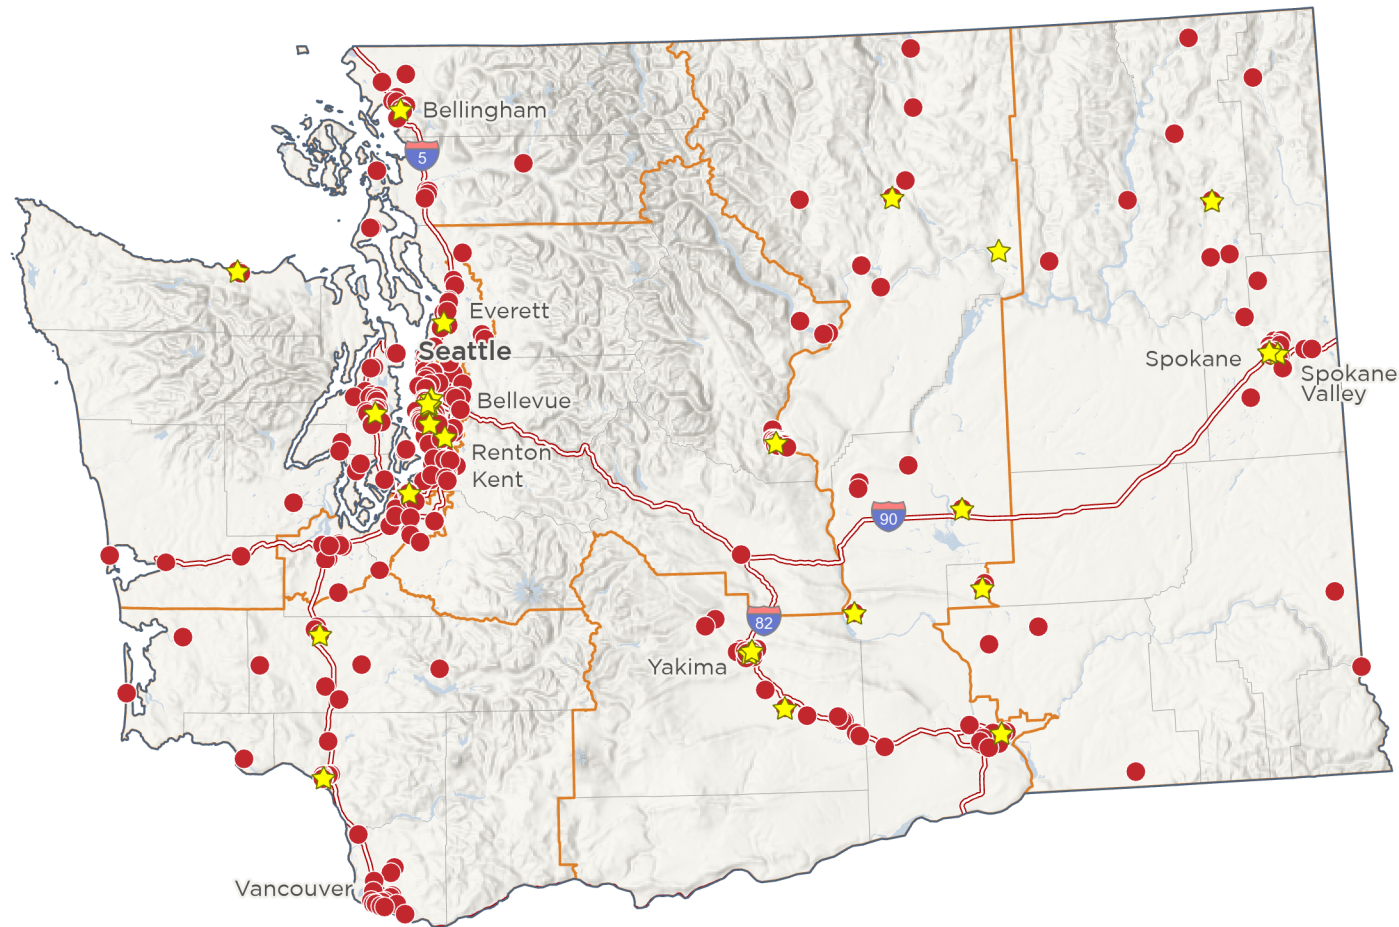 Bellingham
5
Everett
Seattle
Spokane
Spokane
Valley
Bellevue
Renton
Kent
90
82
Yakima
Vancouver